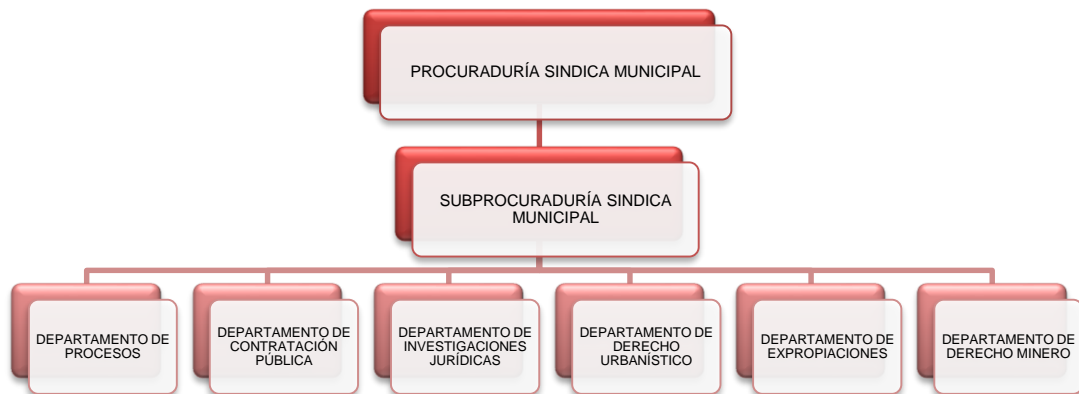 PROCURADURÍA SINDICA MUNICIPAL
SUBPROCURADURÍA SINDICA
MUNICIPAL
DEPARTAMENTO DE
PROCESOS
DEPARTAMENTO DE
CONTRATACIÓN
PÚBLICA
DEPARTAMENTO DE
INVESTIGACIONES
JURÍDICAS
DEPARTAMENTO DE
DERECHO
URBANÍSTICO
DEPARTAMENTO DE
EXPROPIACIONES
DEPARTAMENTO DE
DERECHO MINERO